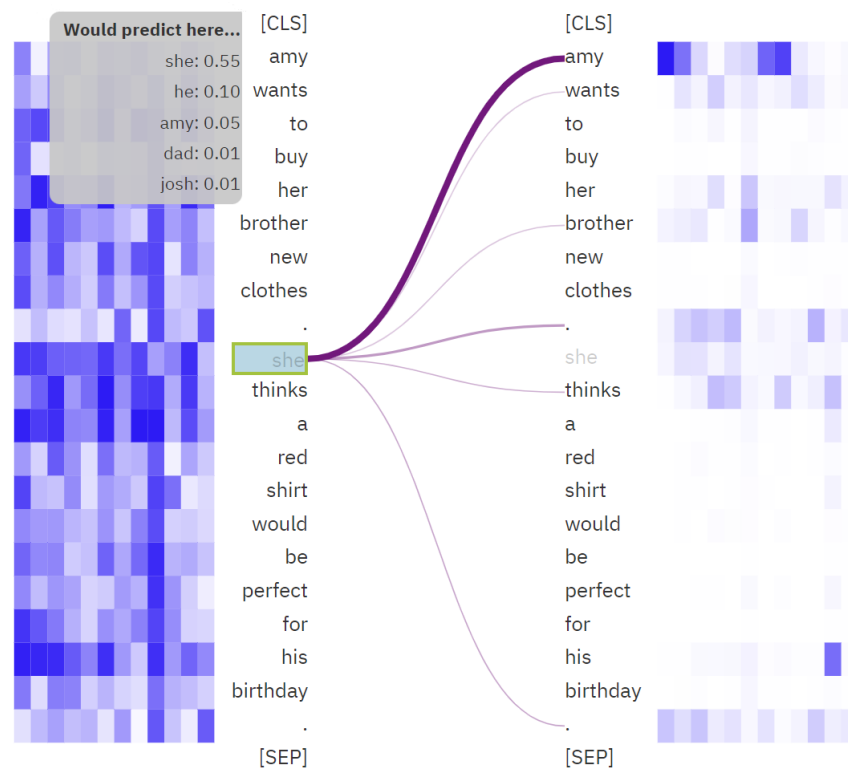 Would predict here...
she: 0.55
he: 0.10
amy: 0.05
dad: 0.01
josh: 0.01
[CLS] [CLS]
amy amy
wants wants
to to
buy buy
her her
brother brother
new new
clothes clothes
. .
she she
thinks thinks
a a
red red
shirt shirt
would would
be be
perfect perfect
for for
his his
birthday birthday
. .
[SEP] [SEP]